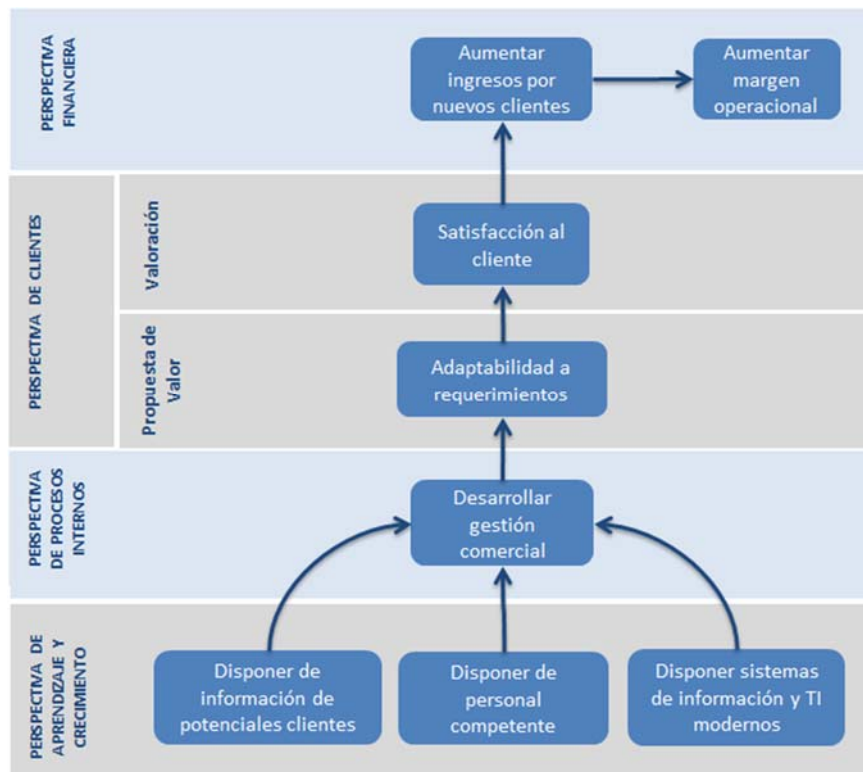 PERSPECTIVA
FINANCIERA
Aumentar
ingresos por
nuevos clientes
Aumentar
margen
operacional
PERSPECTIVA DE CLIENTES
Valoración
Satisfacción al
cliente
Propuesta de
Valor
Adaptabilidad a
requerimientos
PERSPECTIVA
DE PROCESOS
INTERNOS
Desarrollar
gestión
comercial
PERSPECTIVA DE
APRENDIZAJE Y
CRECIMIENTO
Disponer de
información de
potenciales clientes
Disponer de
personal
competente
Disponer sistemas
de información y TI
modernos